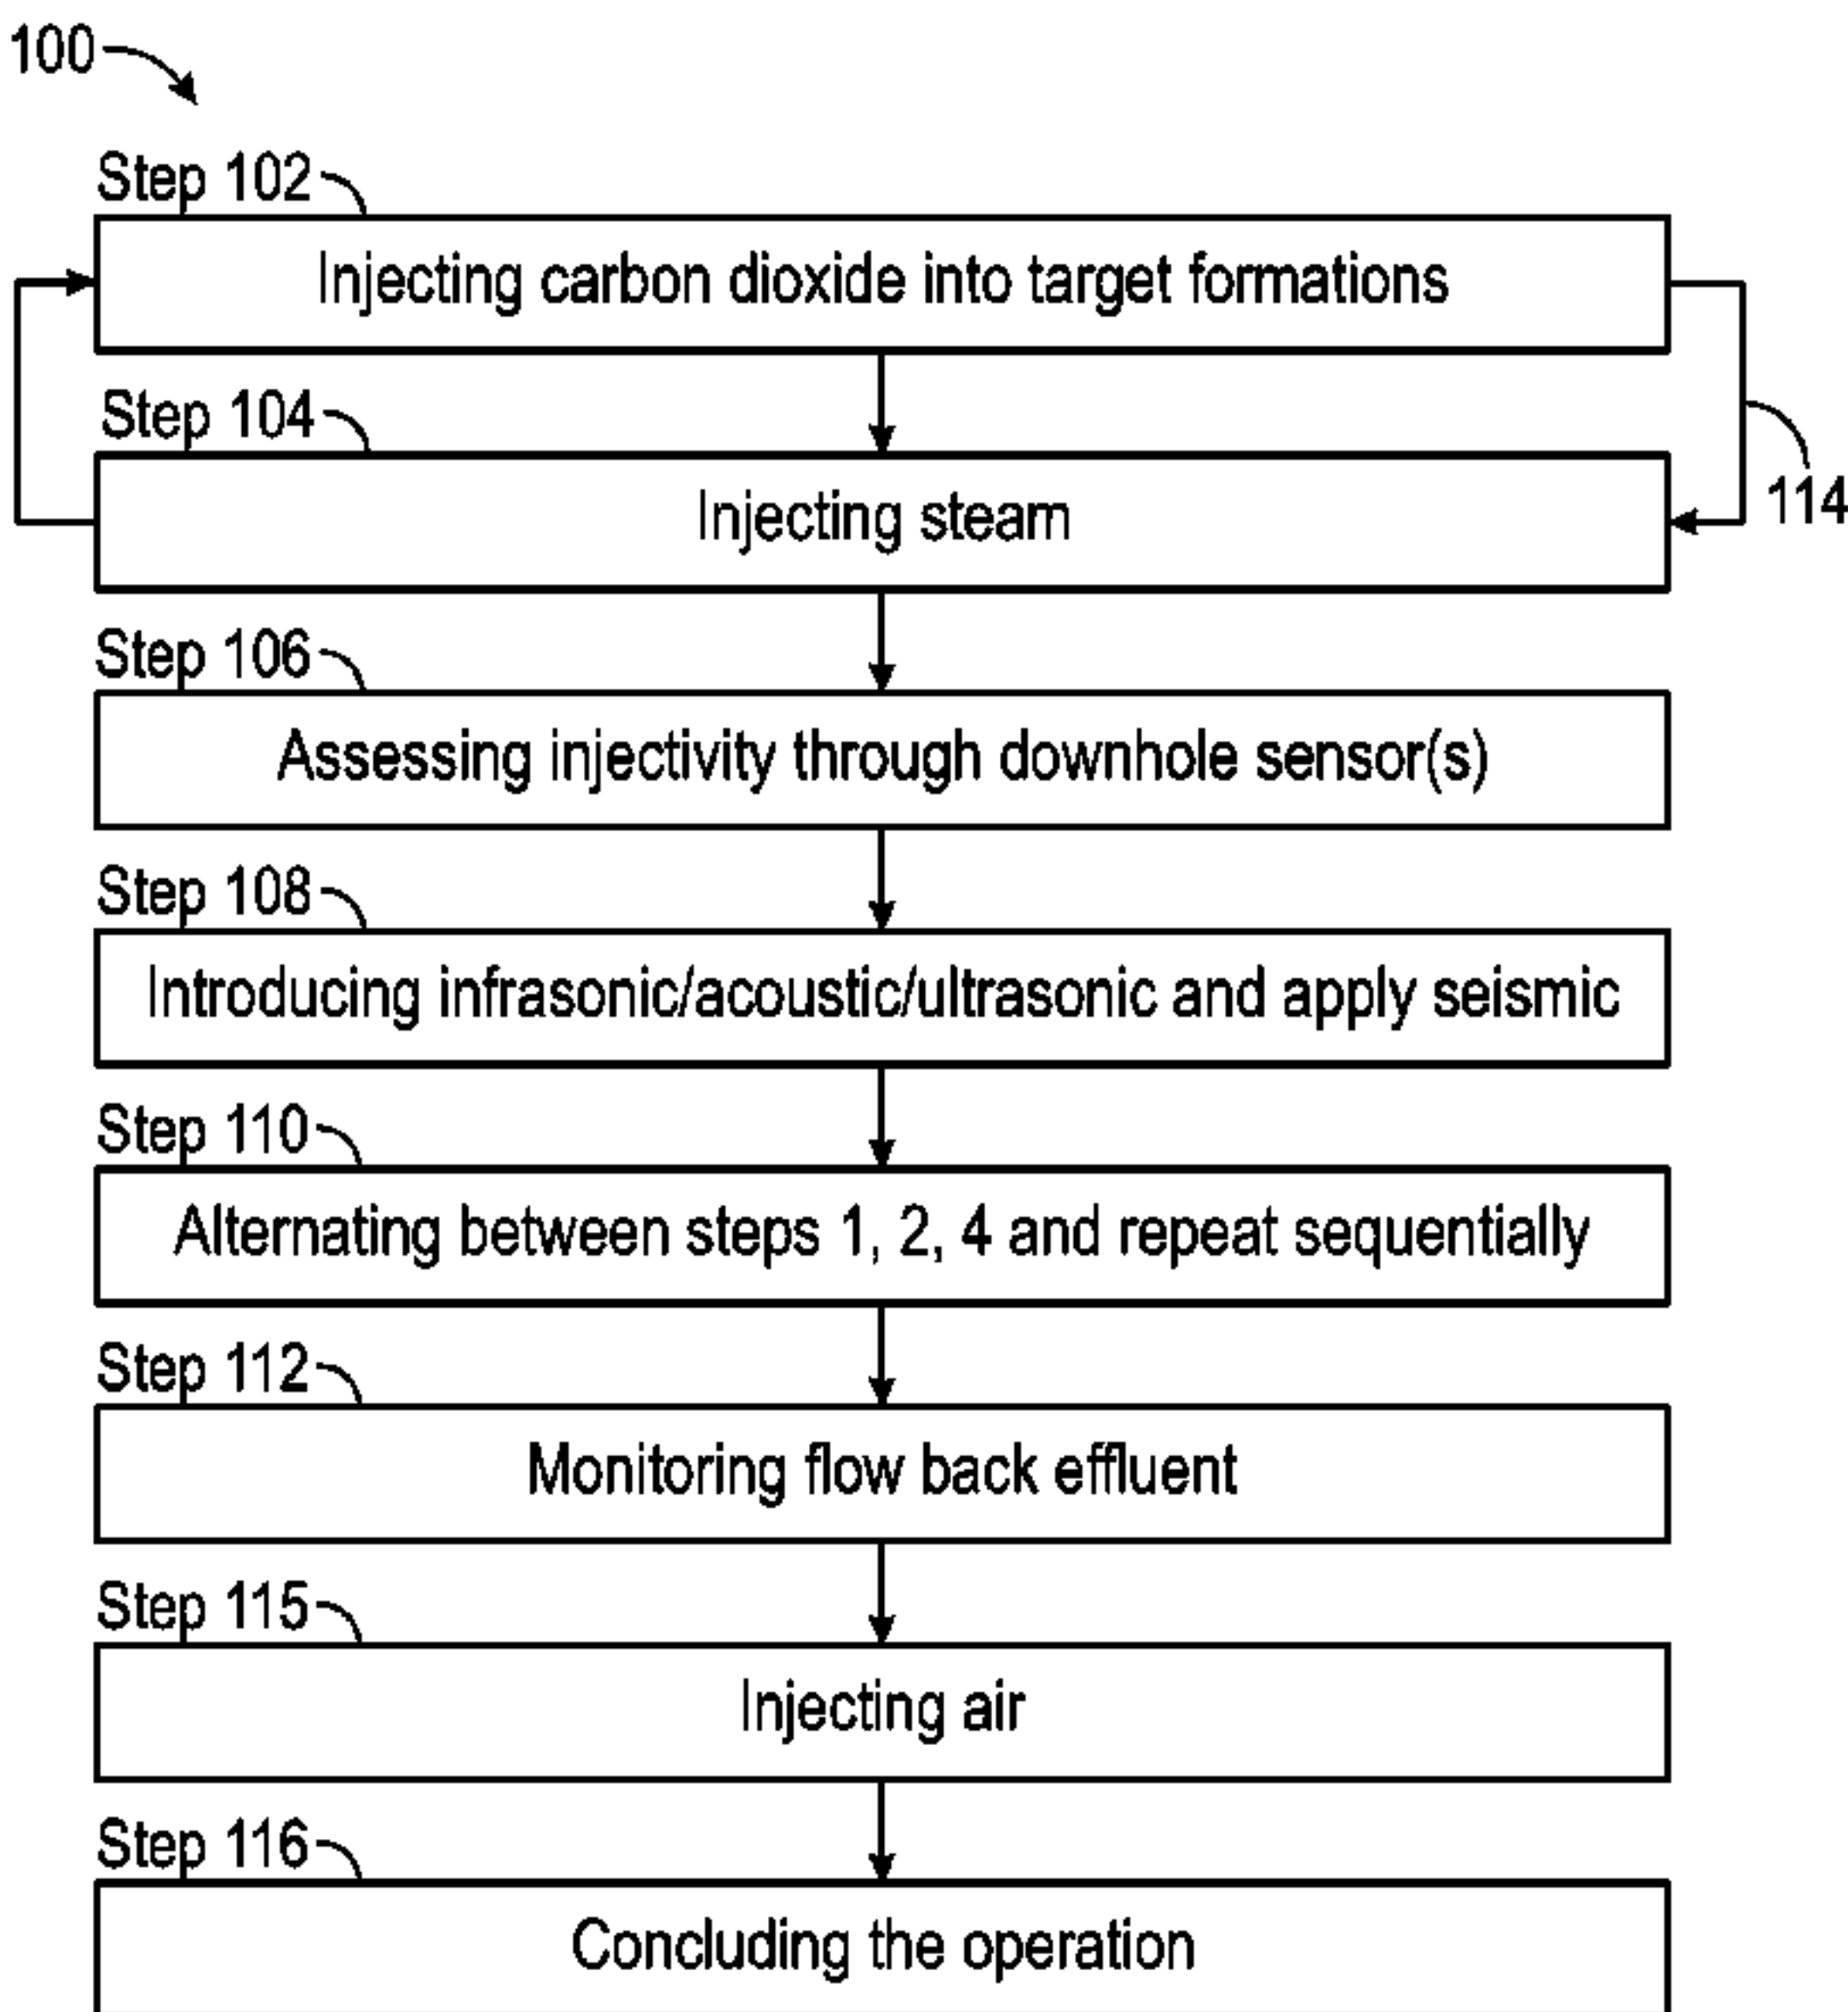 100
Step 102
Injecting carbon dioxide into target formations
Step 104
Injecting steam
114
Step 106
Assessing injectivity through downhole sensor(s)
Step 108
Introducing infrasonic/acoustic/ultrasonic and apply seismic
Step 110
Alternating between steps 1, 2, 4 and repeat sequentially
Step 112
Monitoring flow back effluent
Step 115
Injecting air
Step 116
Concluding the operation